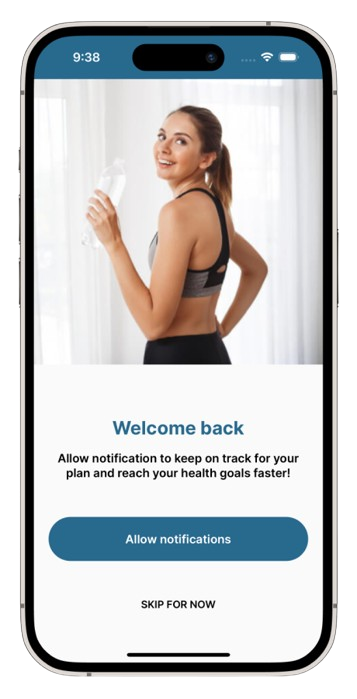 9:38
Welcome back
Allow notification to keep on track for your
plan and reach your health goals faster!
Allow notifications
SKIP FOR NOW